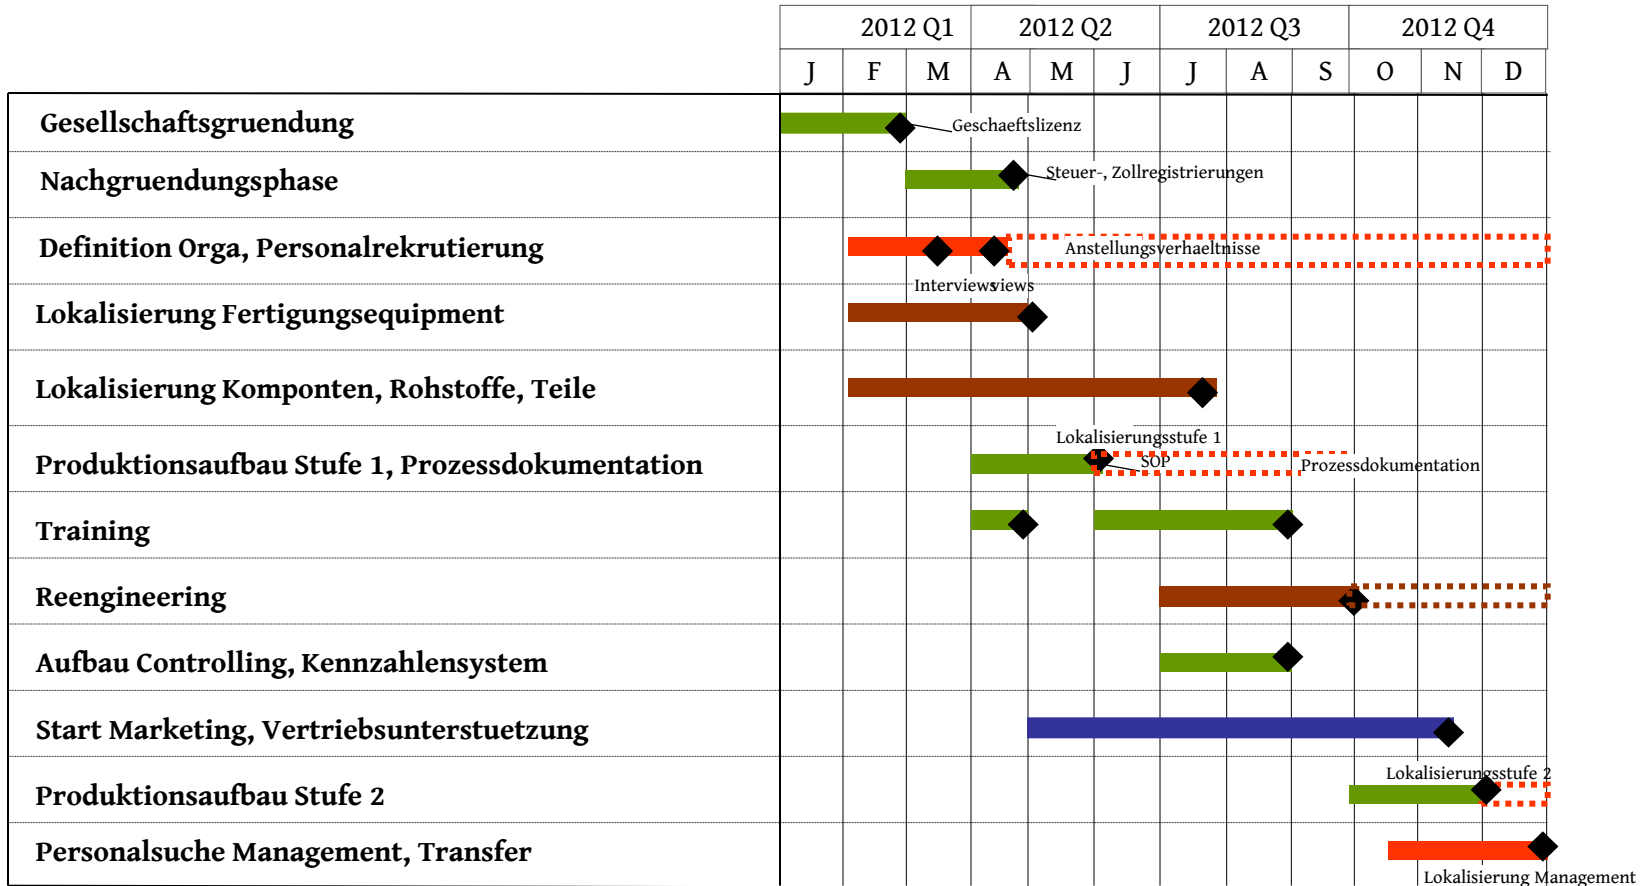 2012 Q1 2012 Q2 2012 Q3 2012 Q4
J F M A M J J A S O N D
Gesellschaftsgruendung
Geschaeftslizenz
Nachgruendungsphase
Steuer-, Zollregistrierungen
Definition Orga, Personalrekrutierung
Anstellungsverhaeltnisse
Interviews
views
Lokalisierung Fertigungsequipment
Lokalisierung Komponten, Rohstoffe, Teile
Lokalisierungsstufe 1
Produktionsaufbau Stufe 1, Prozessdokumentation
SOP
Prozessdokumentation
Training
Reengineering
Aufbau Controlling, Kennzahlensystem
Start Marketing, Vertriebsunterstuetzung
Lokalisierungsstufe 2
Produktionsaufbau Stufe 2
Personalsuche Management, Transfer
Lokalisierung Management